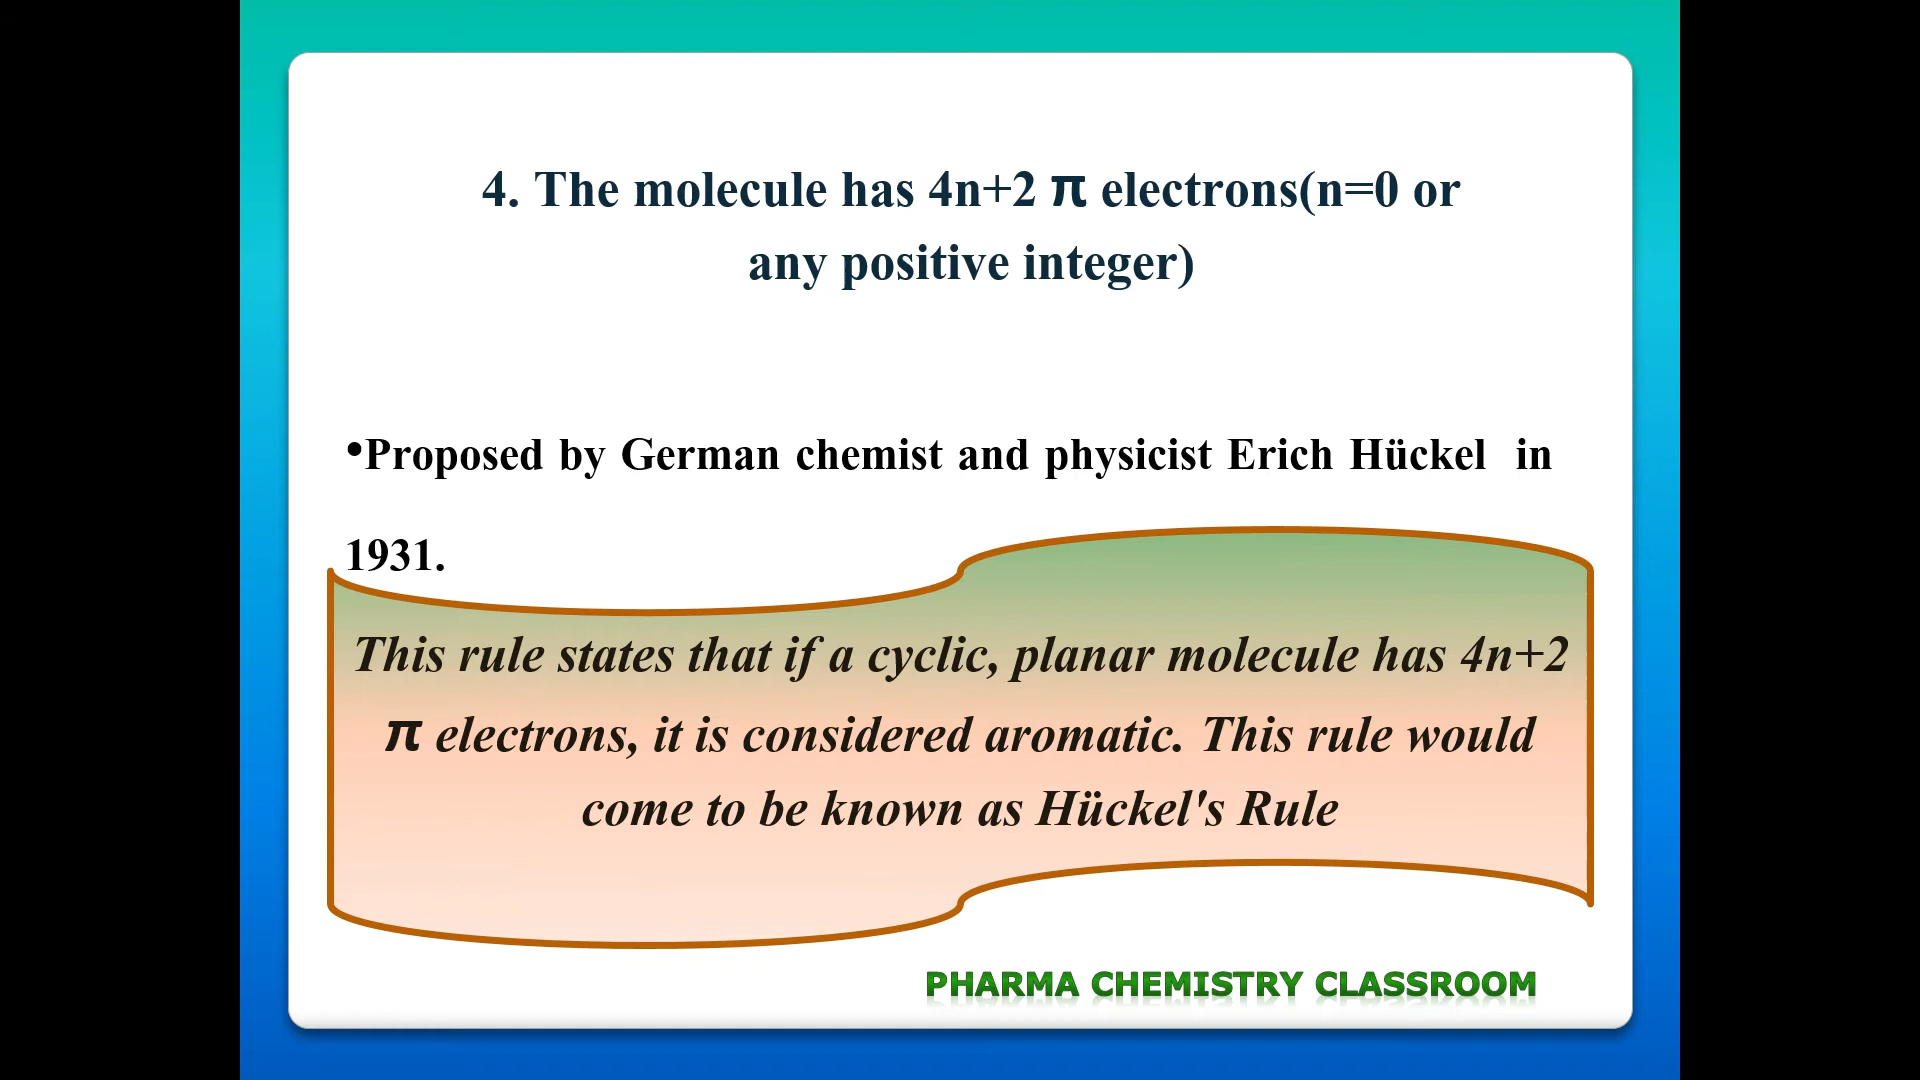 4. The molecule has 4n+2 π electrons(n=0 or
any positive integer)
•Proposed by German chemist and physicist Erich Hückel in
1931.
This rule states that if a cyclic, planar molecule has 4n+2
π electrons, it is considered aromatic. This rule would
come to be known as Hückel's Rule
PHARMA CHEMISTRY CLASSROOM